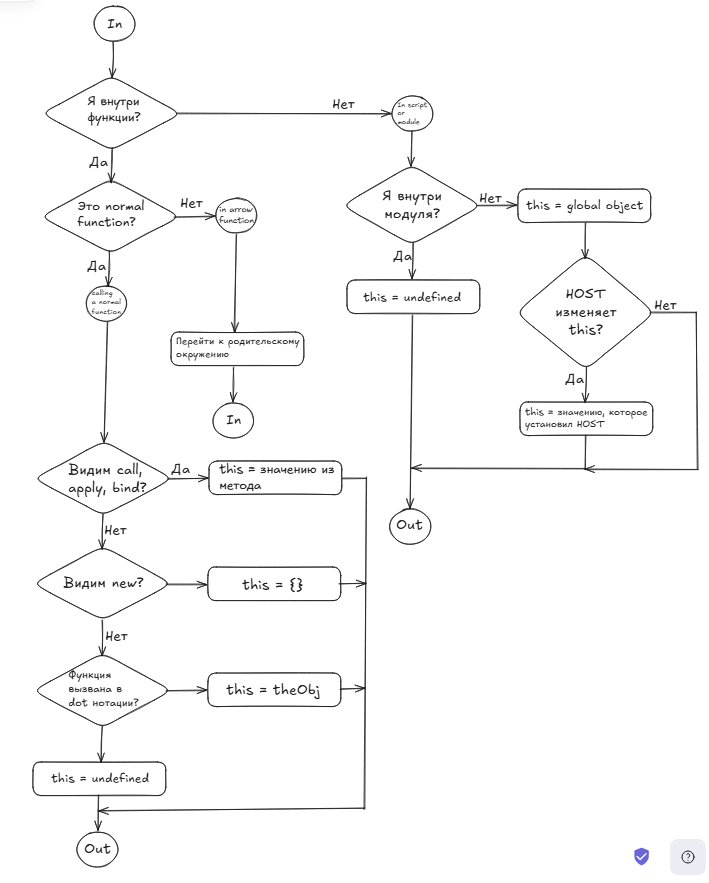 In
Я внутри
функции?
Нет
In script
or
module
Да
Это normal
function?
Нет
in arrow
function
Я внутри
модуля?
Нет
this = global object
Да
Да
calling
a normal
function
this = undefined
HOST
изменяет
this?
Нет
Перейти к родительскому
окружению
Да
In
this = значению, которое
установил HOST
Видим call,
apply, bind?
Да
this = значению из
метода
Out
Нет
Видим new?
this = {}
Нет
Функция
вызвана в
dot нотации?
this = theObj
this = undefined
Out